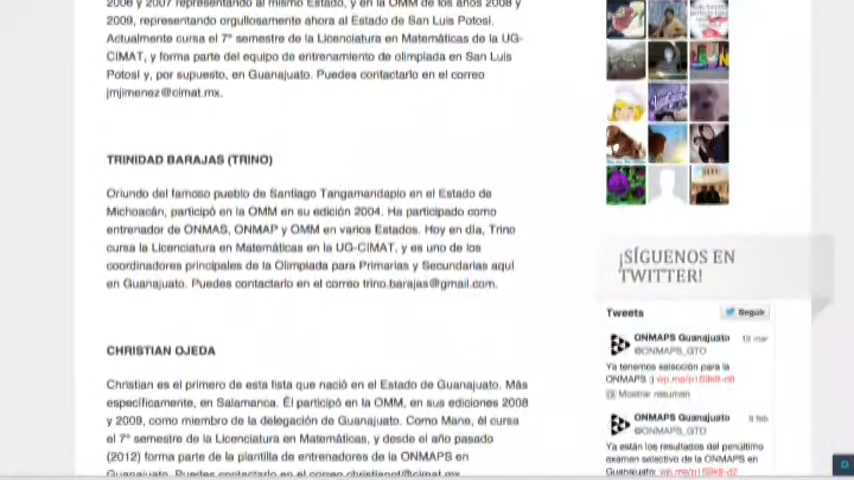 2006 y 2007 representando al mismo Estado, y en la OMM de los años 2008 y
2009, representando orgullosamente ahora al Estado de San Luis Potosí.
Actualmente cursa el 7º semestre de la Licenciatura en Matemáticas de la UG-
CIMAT, y forma parte del equipo de entrenamiento de olimpiada en San Luis
Potosí y, por supuesto, en Guanajuato. Puedes contactarlo en el correo
jmjimenez@cimat.mx.
TRINIDAD BARAJAS (TRINO)
Oriundo del famoso pueblo de Santiago Tangamandapio en el Estado de
Michoacán, participó en la OMM en su edición 2004. Ha participado como
entrenador de ONMAS, ONMAP y OMM en varios Estados. Hoy en día, Trino
cursa la Licenciatura en Matemáticas en la UG-CIMAT, y es uno de los
coordinadores principales de la Olimpiada para Primarias y Secundarias aquí
en Guanajuato. Puedes contactarlo en el correo trino.barajas@gmail.com.
CHRISTIAN OJEDA
Christian es el primero de esta lista que nació en el Estado de Guanajuato. Más
específicamente, en Salamanca. Él participó en la OMM, en sus ediciones 2008
y 2009, como miembro de la delegación de Guanajuato. Como Mane, él cursa
el 7º semestre de la Licenciatura en Matemáticas, y desde el año pasado
(2012) forma parte de la plantilla de entrenadores de la ONMAPS en
Guanajuato. Puedes contactarlo en el correo christianof@cimat.mx
¡SÍGUENOS EN
TWITTER!
Tweets
Seguir
ONMAPS Guanajuato
13 mar
@ONMAPS_GTO
Ya tenemos selección para la
ONMAPS :)
Mostrar resumen
ONMAPS Guanajuato
8 feb
@ONMAPS_GTO
Ya están los resultados del penúltimo
examen selectivo de la ONMAPS en
Guanajuato: